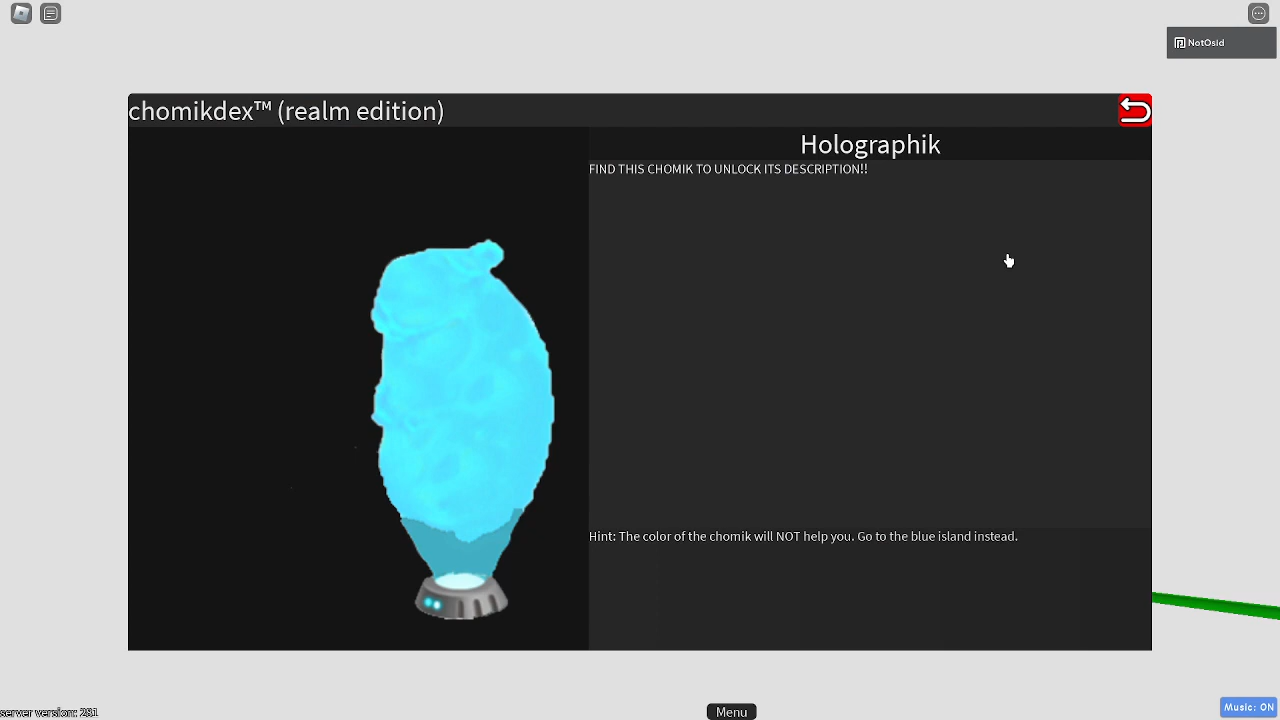 NotOsid
chomikdex™ (realm edition)
Holographik
FIND THIS CHOMIK TO UNLOCK ITS DESCRIPTION!!
Hint: The color of the chomik will NOT help you. Go to the blue island instead.
server version: 281
Menu
Music: ON